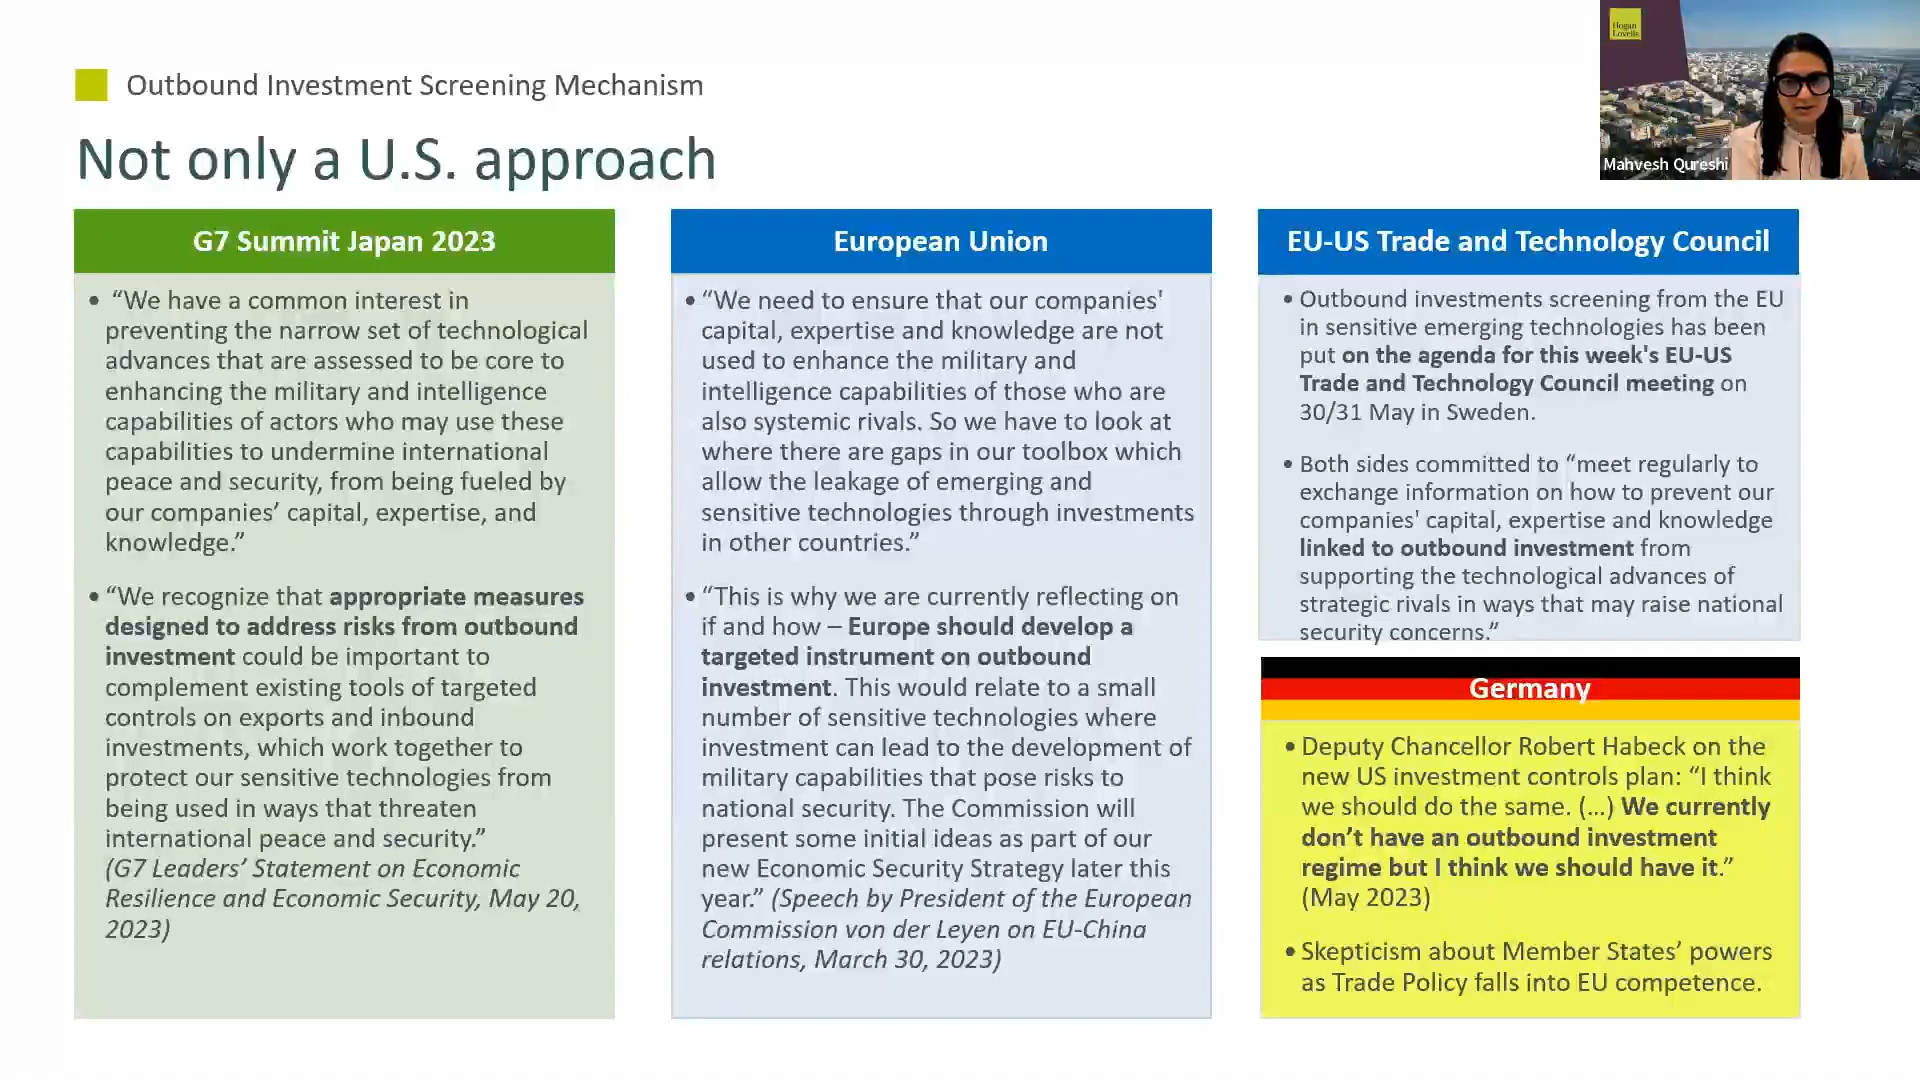 Outbound Investment Screening Mechanism
Not only a U.S. approach
Hogan
Lovells
Mahvesh Qureshi
G7 Summit Japan 2023
• “We have a common interest in
preventing the narrow set of technological
advances that are assessed to be core to
enhancing the military and intelligence
capabilities of actors who may use these
capabilities to undermine international
peace and security, from being fueled by
our companies’ capital, expertise, and
knowledge.”
• “We recognize that appropriate measures
designed to address risks from outbound
investment could be important to
complement existing tools of targeted
controls on exports and inbound
investments, which work together to
protect our sensitive technologies from
being used in ways that threaten
international peace and security.”
(G7 Leaders’ Statement on Economic
Resilience and Economic Security, May 20,
2023)
European Union
• “We need to ensure that our companies'
capital, expertise and knowledge are not
used to enhance the military and
intelligence capabilities of those who are
also systemic rivals. So we have to look at
where there are gaps in our toolbox which
allow the leakage of emerging and
sensitive technologies through investments
in other countries.”
• “This is why we are currently reflecting on
if and how – Europe should develop a
targeted instrument on outbound
investment. This would relate to a small
number of sensitive technologies where
investment can lead to the development of
military capabilities that pose risks to
national security. The Commission will
present some initial ideas as part of our
new Economic Security Strategy later this
year.” (Speech by President of the European
Commission von der Leyen on EU-China
relations, March 30, 2023)
EU-US Trade and Technology Council
• Outbound investments screening from the EU
in sensitive emerging technologies has been
put on the agenda for this week's EU-US
Trade and Technology Council meeting on
30/31 May in Sweden.
• Both sides committed to “meet regularly to
exchange information on how to prevent our
companies' capital, expertise and knowledge
linked to outbound investment from
supporting the technological advances of
strategic rivals in ways that may raise national
security concerns.”
Germany
• Deputy Chancellor Robert Habeck on the
new US investment controls plan: “I think
we should do the same. (…) We currently
don’t have an outbound investment
regime but I think we should have it.”
(May 2023)
• Skepticism about Member States’ powers
as Trade Policy falls into EU competence.